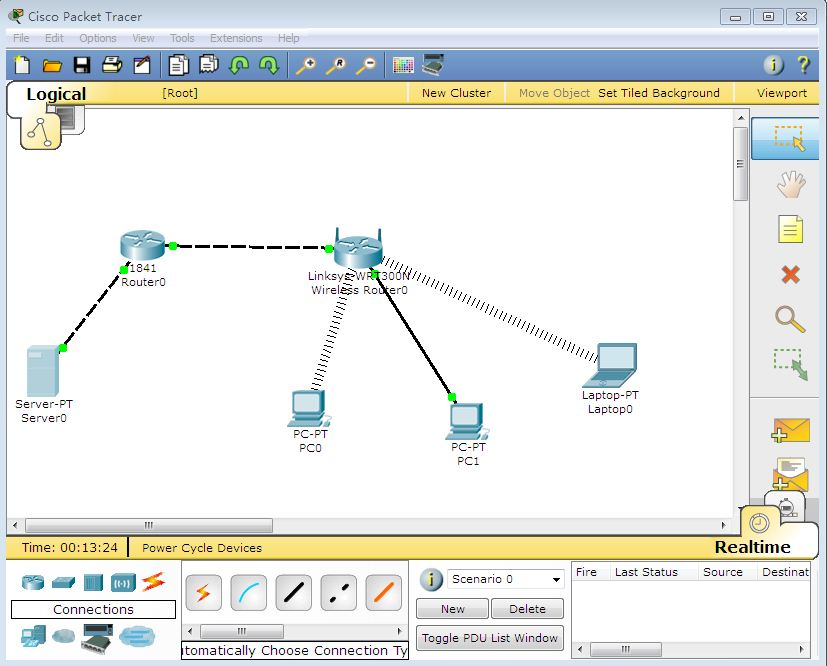 Cisco Packet Tracer
File Edit Options View Tools Extensions Help
Logical [Root] New Cluster Move Object Set Tiled Background Viewport
1841
Router0
Linksys-WRT300N
Wireless Router0
Server-PT
Server0
PC-PT
PC0
PC-PT
PC1
Laptop-PT
Laptop0
Time: 00:13:24 Power Cycle Devices Realtime
Connections
utomatically Choose Connection Ty
Scenario 0
New Delete
Toggle PDU List Window
Fire Last Status Source Destinat